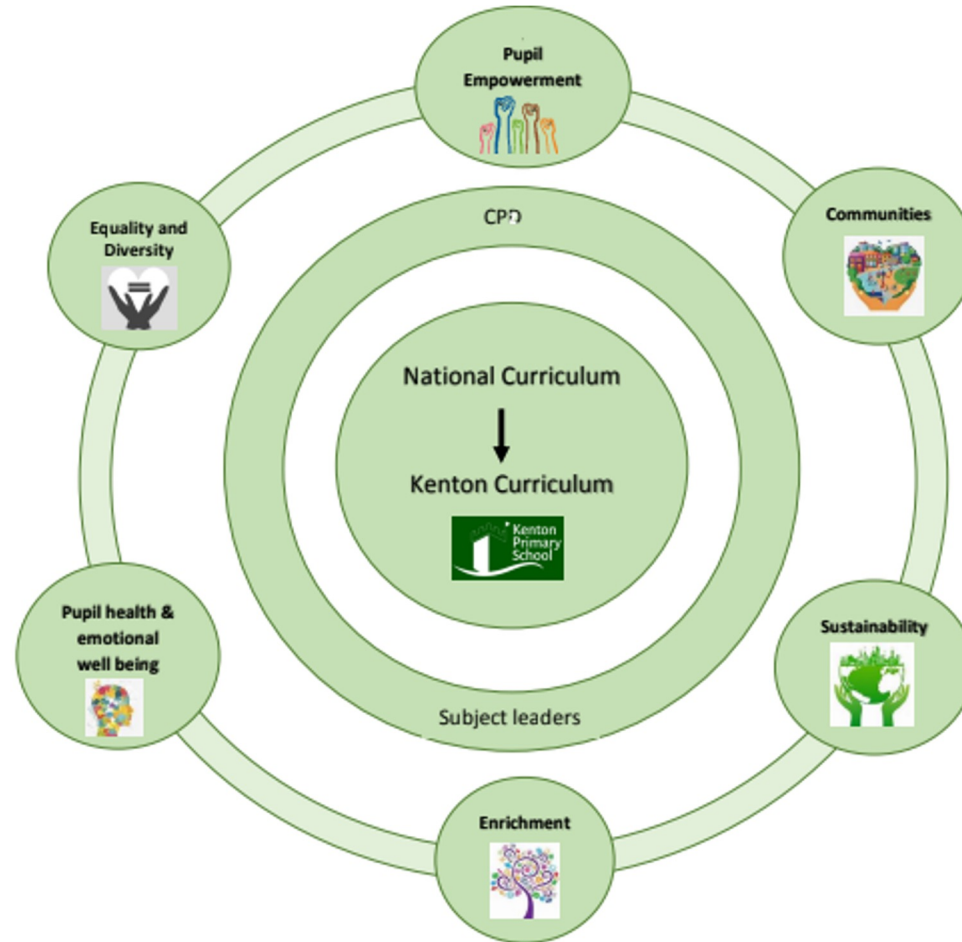 Pupil
Empowerment
Communities
Sustainability
Enrichment
Pupil health &
emotional
well being
Equality and
Diversity
CPD
National Curriculum
Kenton Curriculum
Kenton
Primary
School
Subject leaders